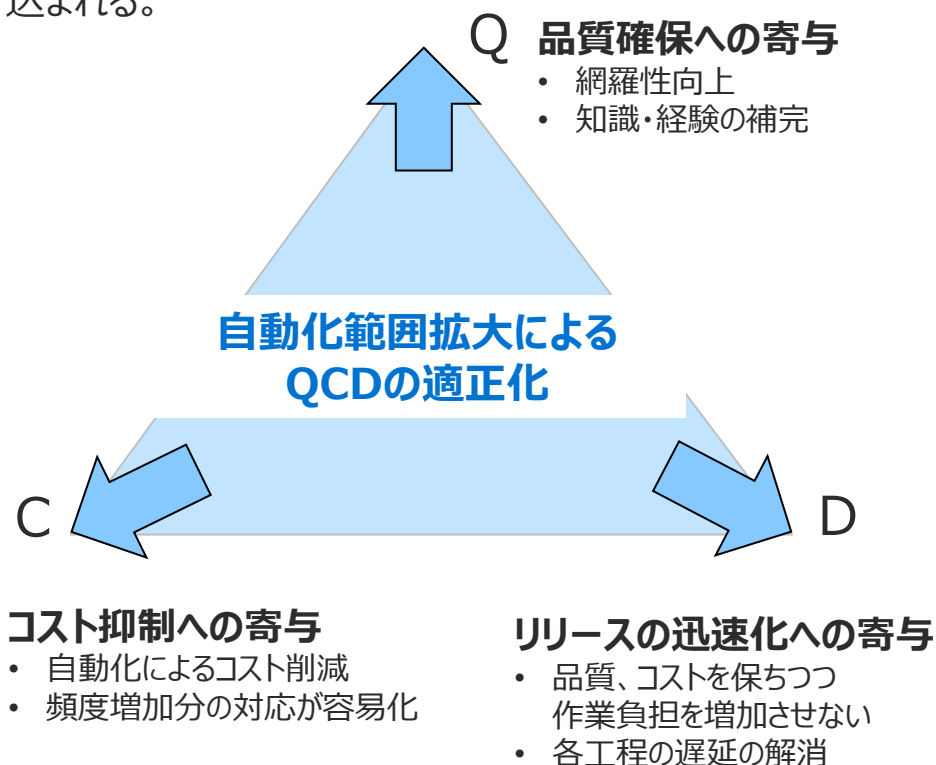 込まれる。
Q 品質確保への寄与
• 網羅性向上
• 知識・経験の補完
自動化範囲拡大による
QCDの適正化
C
D
コスト抑制への寄与
• 自動化によるコスト削減
• 頻度増加分の対応が容易化
リリースの迅速化への寄与
• 品質、コストを保ちつつ
作業負担を増加させない
• 各工程の遅延の解消